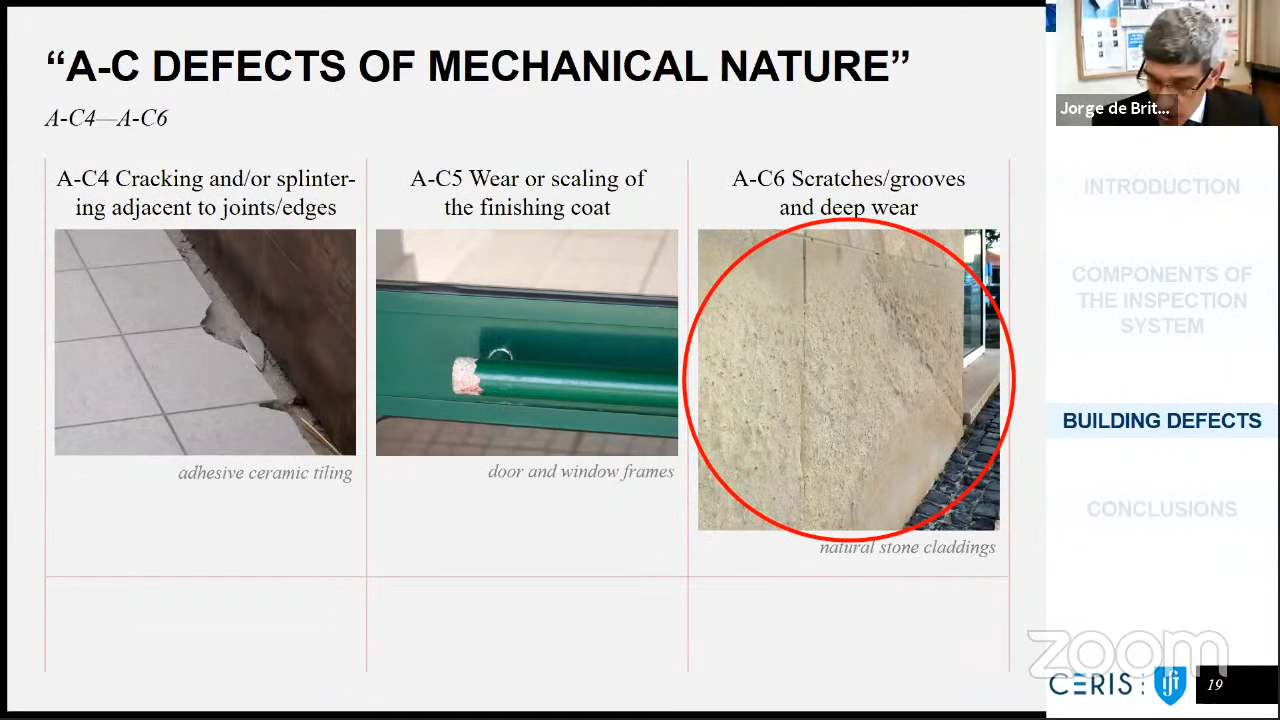 “A-C DEFECTS OF MECHANICAL NATURE”
A-C4—A-C6
A-C4 Cracking and/or splinter-
ing adjacent to joints/edges
adhesive ceramic tiling
A-C5 Wear or scaling of
the finishing coat
door and window frames
A-C6 Scratches/grooves
and deep wear
natural stone claddings
Jorge de Brit...
INTRODUCTION
COMPONENTS OF
THE INSPECTION
SYSTEM
BUILDING DEFECTS
CONCLUSIONS
zoom
CERIS
19